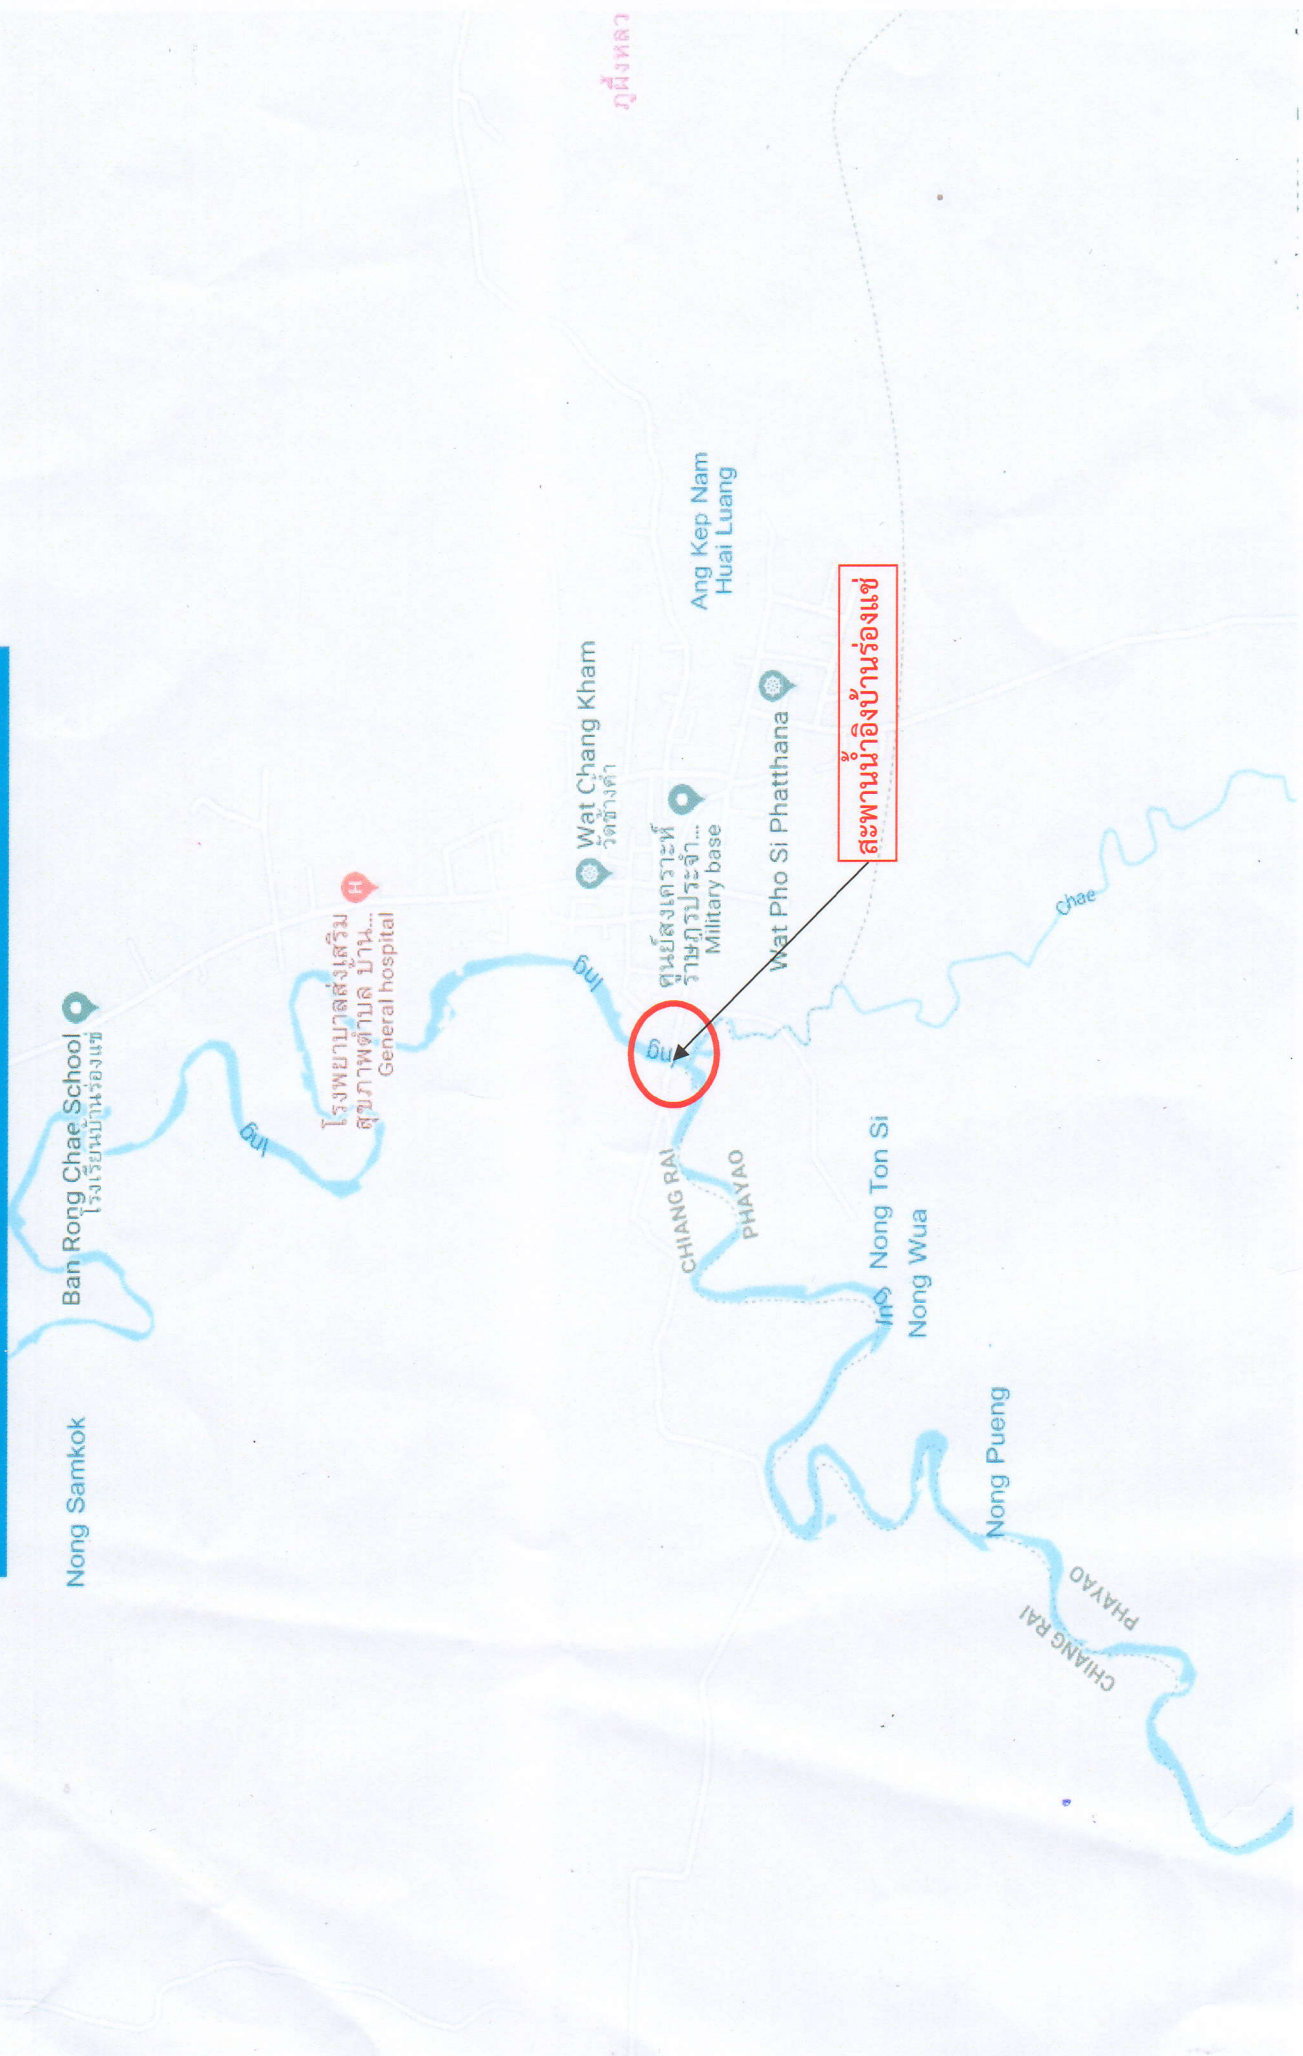 Ban Rong Chae School
โรงเรียนบ้านร่องแช่
Nong Samkok
Ing
โรงพยาบาลส่งเสริม
สุขภาพตำบล บ้าน...
General hospital
Ing
Wat Chang Kham
วัดช้างคำ
ภูผึ้งหลว
Ing
ศูนย์สงเคราะห์
ราษฎรประจำ...
Military base
Ang Kep Nam
Huai Luang
CHIANG RAI
PHAYAO
Wat Pho Si Phatthana
สะพานน้ำอิงบ้านร่องแช่
Ing
Nong Ton Si
Nong Wua
Nong Pueng
Chae
PHAYAO
CHIANG RAI